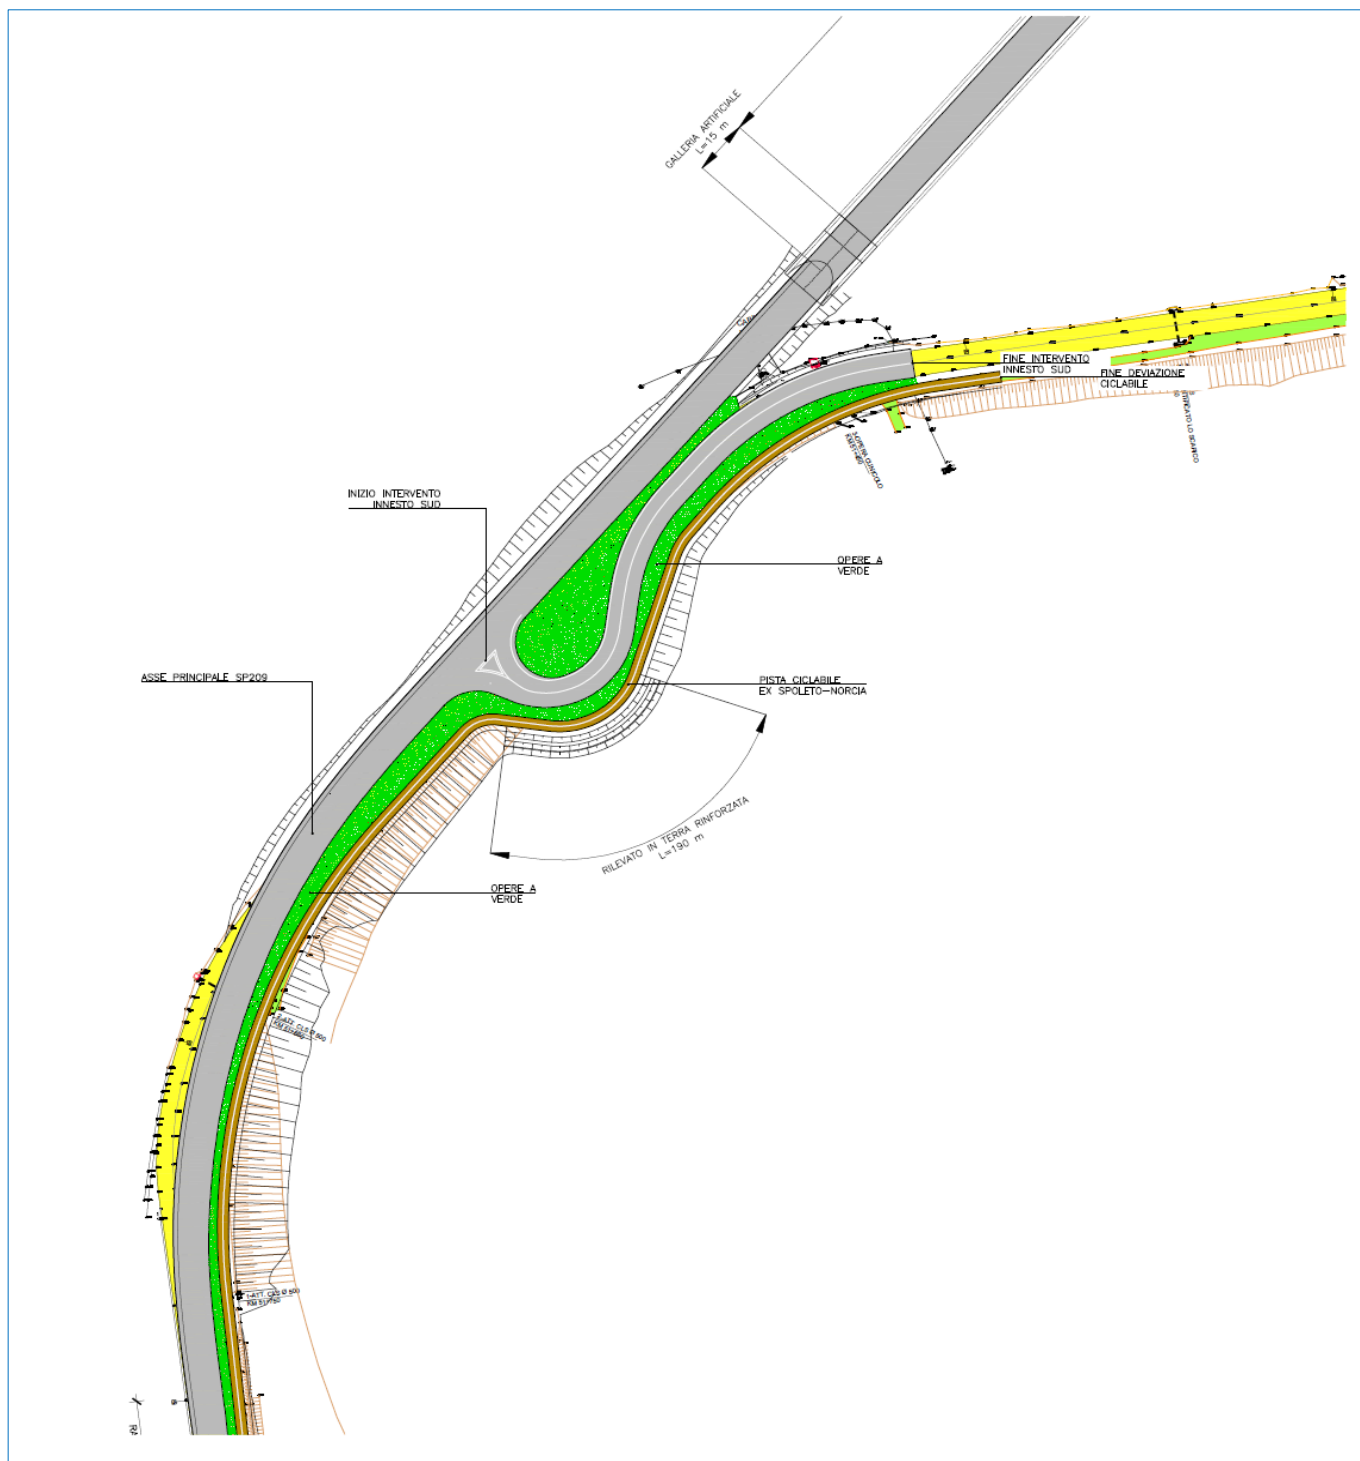 GALLERIA ARTIFICIALE
L=15 m
FINE INTERVENTO
INNESTO SUD
FINE DEVIAZIONE
CICLABILE
INIZIO INTERVENTO
INNESTO SUD
OPERE A
VERDE
ASSE PRINCIPALE SP209
PISTA CICLABILE
EX SPOLETO-NORCIA
RILEVATO IN TERRA RINFORZATA
L=190 m
OPERE A
VERDE